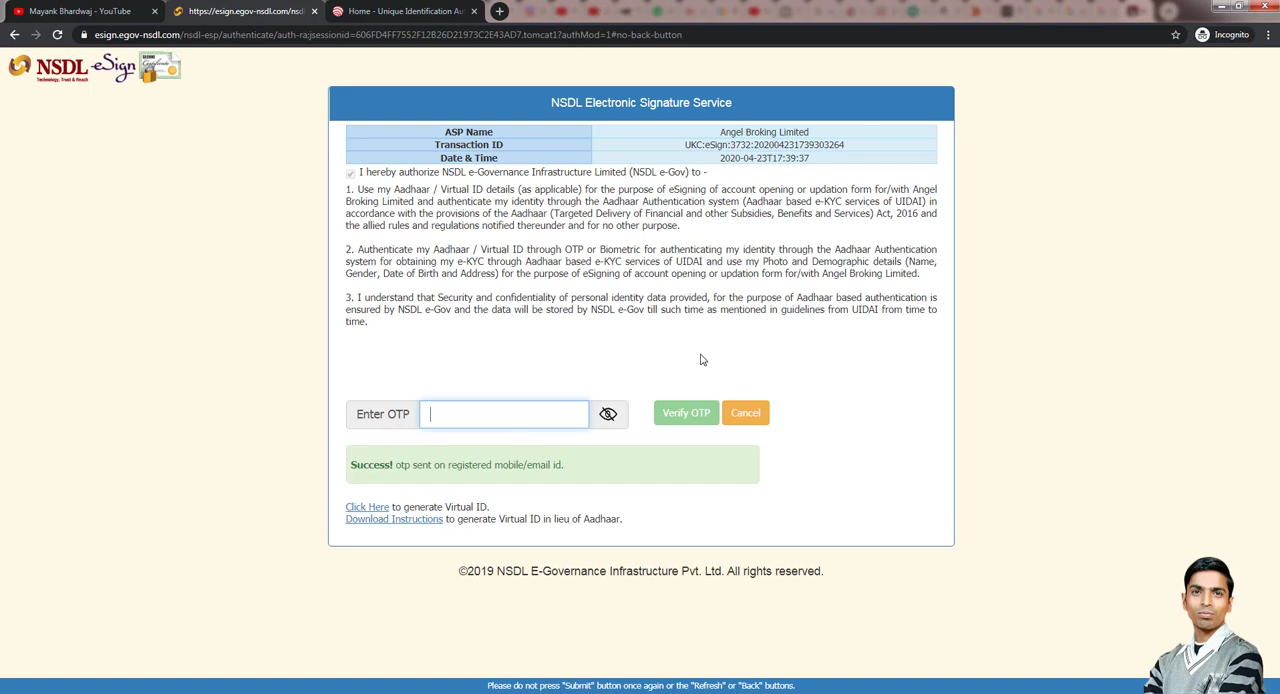 Mayank Bhardwaj - YouTube
https://esign.egov-nsdl.com/nsd
Home - Unique Identification Aut
esign.egov-nsdl.com/nsdl-esp/authenticate/auth-ra;jsessionid=606FD4FF7552F12B26D21973C2E43AD7.tomcat1?authMod=1#no-back-button
Incognito
NSDL eSign
Technology, Trust & Reach
NSDL Electronic Signature Service
ASP Name Angel Broking Limited
Transaction ID UKC:eSign:3732:202004231739303264
Date & Time 2020-04-23T17:39:37
I hereby authorize NSDL e-Governance Infrastructure Limited (NSDL e-Gov) to -
1. Use my Aadhaar / Virtual ID details (as applicable) for the purpose of eSigning of account opening or updation form for/with Angel
Broking Limited and authenticate my identity through the Aadhaar Authentication system (Aadhaar based e-KYC services of UIDAI) in
accordance with the provisions of the Aadhaar (Targeted Delivery of Financial and other Subsidies, Benefits and Services) Act, 2016 and
the allied rules and regulations notified thereunder and for no other purpose.
2. Authenticate my Aadhaar / Virtual ID through OTP or Biometric for authenticating my identity through the Aadhaar Authentication
system for obtaining my e-KYC through Aadhaar based e-KYC services of UIDAI and use my Photo and Demographic details (Name,
Gender, Date of Birth and Address) for the purpose of eSigning of account opening or updation form for/with Angel Broking Limited.
3. I understand that Security and confidentiality of personal identity data provided, for the purpose of Aadhaar based authentication is
ensured by NSDL e-Gov and the data will be stored by NSDL e-Gov till such time as mentioned in guidelines from UIDAI from time to
time.
Enter OTP
Verify OTP
Cancel
Success! otp sent on registered mobile/email id.
Click Here to generate Virtual ID.
Download Instructions to generate Virtual ID in lieu of Aadhaar.
©2019 NSDL E-Governance Infrastructure Pvt. Ltd. All rights reserved.
Please do not press "Submit" button once again or the "Refresh" or "Back" buttons.